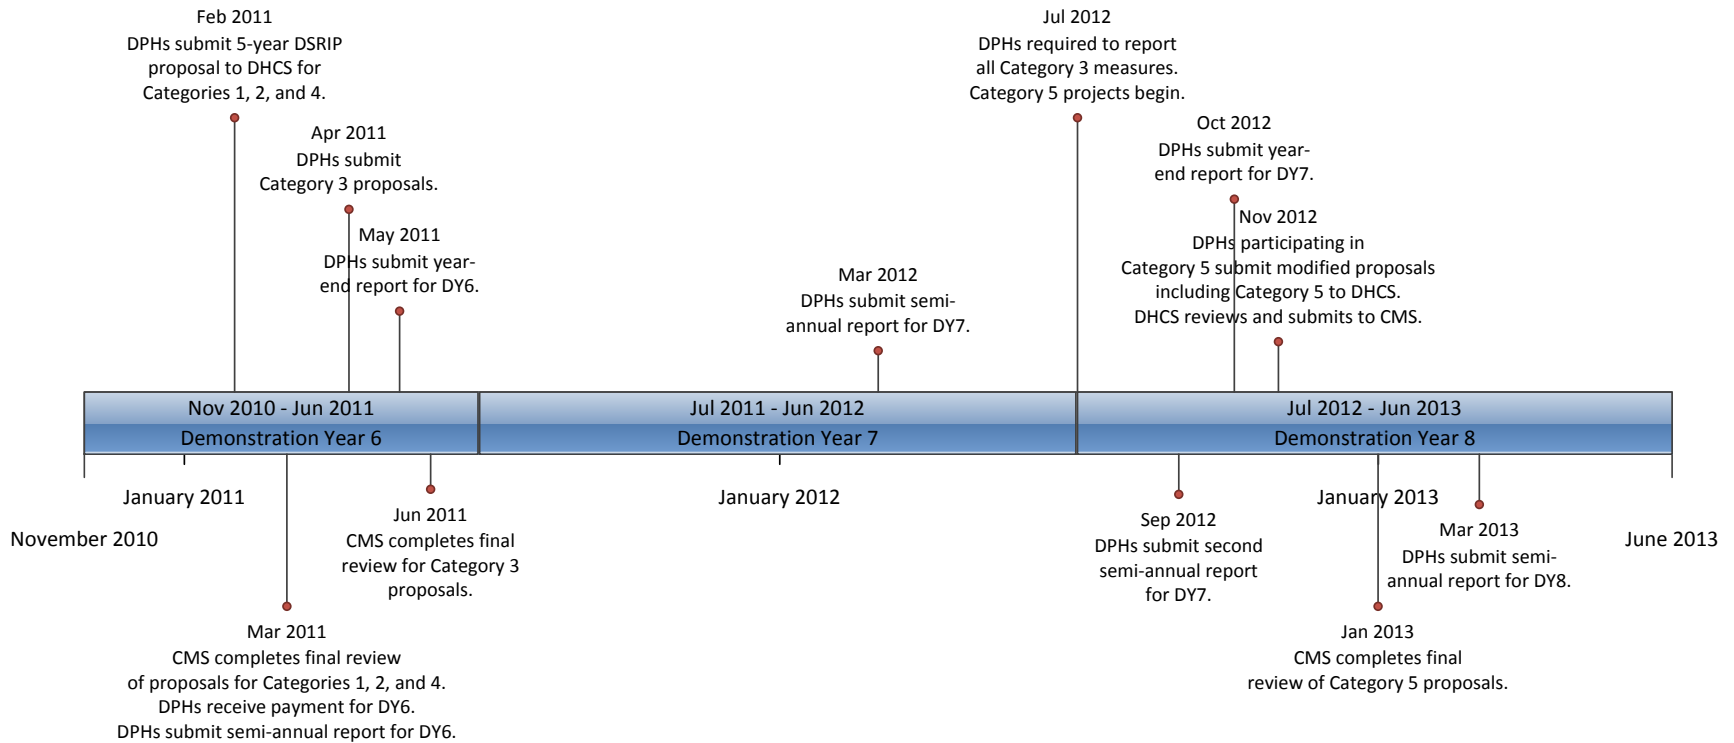 Feb 2011
DPHs submit 5-year DSRIP
proposal to DHCS for
Categories 1, 2, and 4.
Apr 2011
DPHs submit
Category 3 proposals.
May 2011
DPHs submit year-
end report for DY6.
Mar 2012
DPHs submit semi-
annual report for DY7.
Jul 2012
DPHs required to report
all Category 3 measures.
Category 5 projects begin.
Oct 2012
DPHs submit year-
end report for DY7.
Nov 2012
DPHs participating in
Category 5 submit modified proposals
including Category 5 to DHCS.
DHCS reviews and submits to CMS.
Nov 2010 - Jun 2011
Demonstration Year 6
Jul 2011 - Jun 2012
Demonstration Year 7
Jul 2012 - Jun 2013
Demonstration Year 8
November 2010
January 2011
January 2012
January 2013
June 2013
Mar 2011
CMS completes final review
of proposals for Categories 1, 2, and 4.
DPHs receive payment for DY6.
DPHs submit semi-annual report for DY6.
Jun 2011
CMS completes final
review for Category 3
proposals.
Sep 2012
DPHs submit second
semi-annual report
for DY7.
Jan 2013
CMS completes final
review of Category 5 proposals.
Mar 2013
DPHs submit semi-
annual report for DY8.